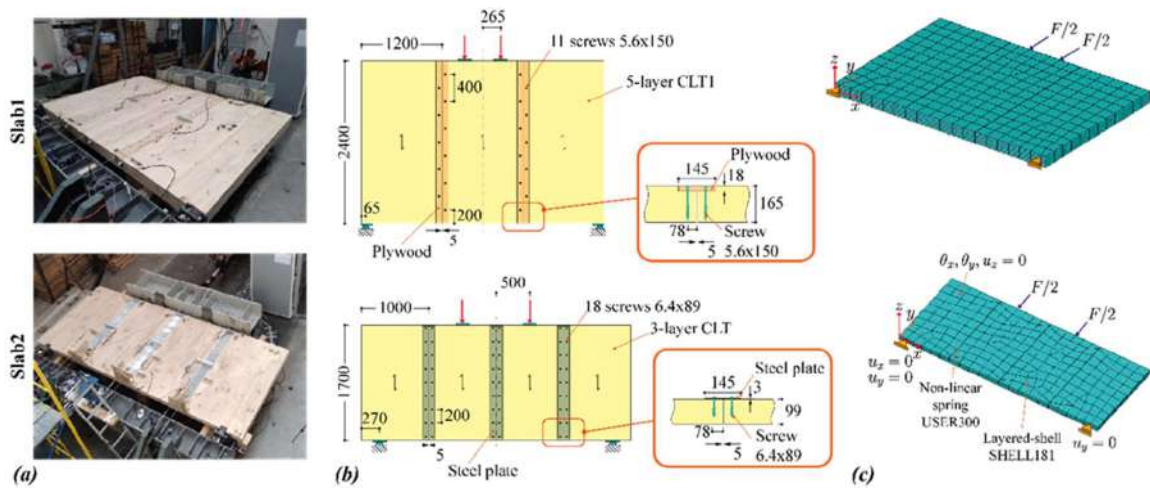 Slab1
265
1200
11 screws 5.6x150
400
5-layer CLT1
2400
Plywood
145
18
165
78
Screw
5 5.6x150
65
200
5
Plywood
F/2
F/2
z
y
x
Slab2
500
1000
18 screws 6.4x89
3-layer CLT
1700
Steel plate
145
3
99
78
Screw
5 6.4x89
270
200
5
Steel plate
θx, θy, ux = 0
F/2
F/2
z
y
x
ux = 0
uy = 0
Non-linear
spring
USER300
Layered-shell
SHELL181
uy = 0
(a)
(b)
(c)